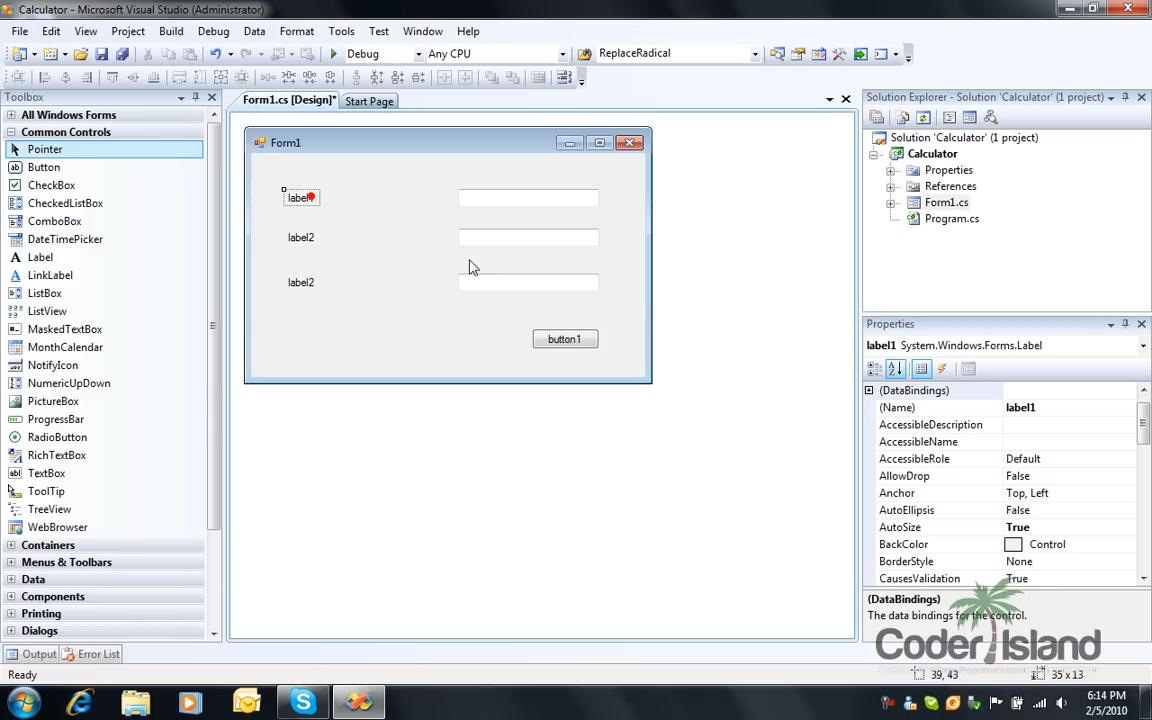 Calculator - Microsoft Visual Studio (Administrator)
File Edit View Project Build Debug Data Format Tools Test Window Help
Debug Any CPU ReplaceRadical
Toolbox
All Windows Forms
Common Controls
Pointer
Button
CheckBox
CheckedListBox
ComboBox
DateTimePicker
Label
LinkLabel
ListBox
ListView
MaskedTextBox
MonthCalendar
NotifyIcon
NumericUpDown
PictureBox
ProgressBar
RadioButton
RichTextBox
TextBox
ToolTip
TreeView
WebBrowser
Containers
Menus & Toolbars
Data
Components
Printing
Dialogs
Form1.cs [Design]* Start Page
Form1
label2
label2
button1
Solution Explorer - Solution 'Calculator' (1 project)
Solution 'Calculator' (1 project)
Calculator
Properties
References
Form1.cs
Program.cs
Properties
label1 System.Windows.Forms.Label
(DataBindings)
(Name) label1
AccessibleDescription
AccessibleName
AccessibleRole Default
AllowDrop False
Anchor Top, Left
AutoEllipsis False
AutoSize True
BackColor Control
BorderStyle None
CausesValidation True
(DataBindings)
The data bindings for the control.
Coder Island
Output Error List
Ready 39, 43 35 x 13
6:14 PM
2/5/2010